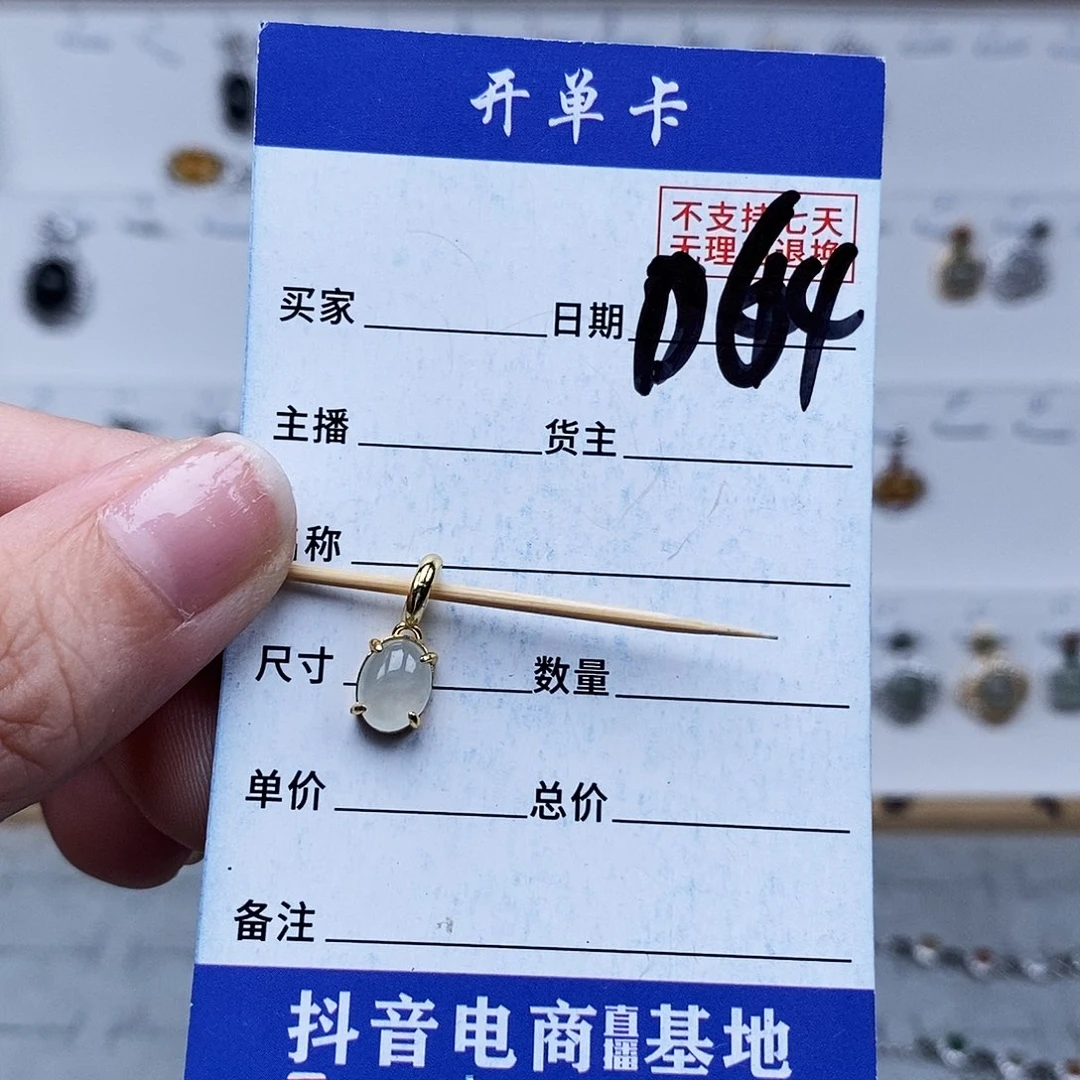 开单卡
不支持七天
无理由退换
D64
买家 日期
主播 货主
名称
尺寸 数量
单价 总价
备注
抖音电商直播基地